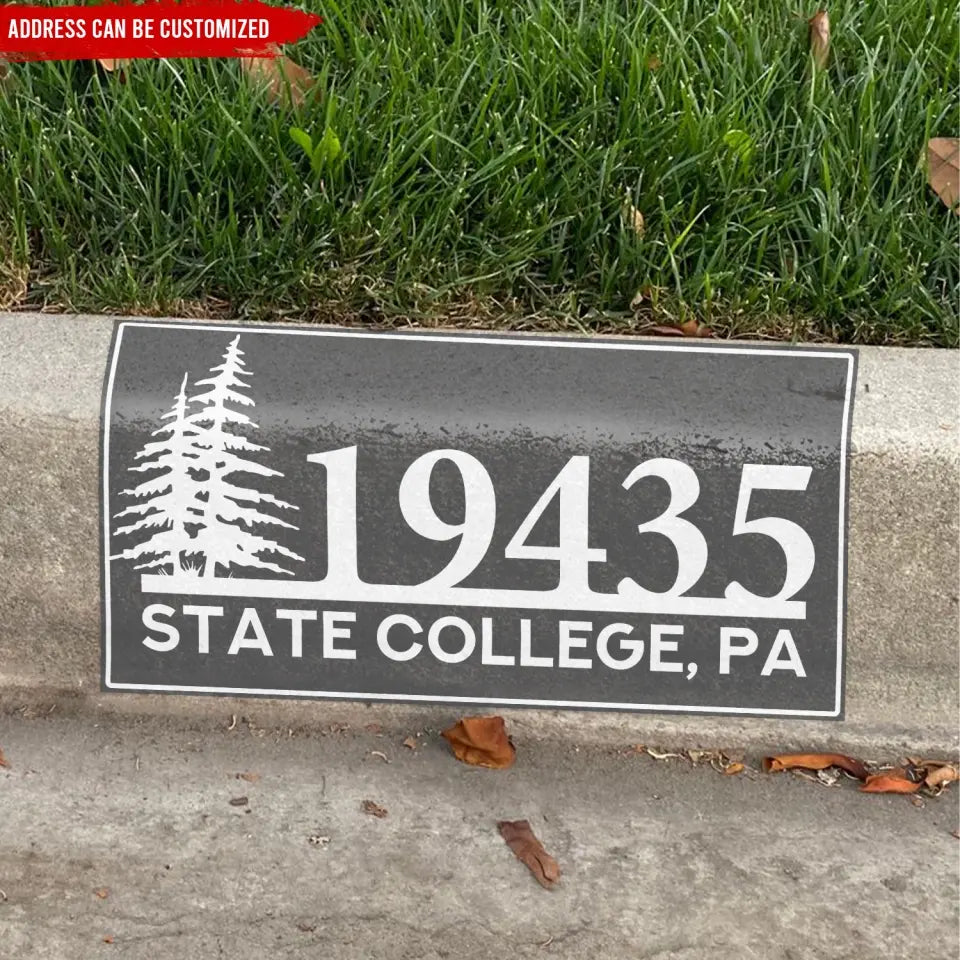 ADDRESS CAN BE CUSTOMIZED
19435
STATE COLLEGE, PA